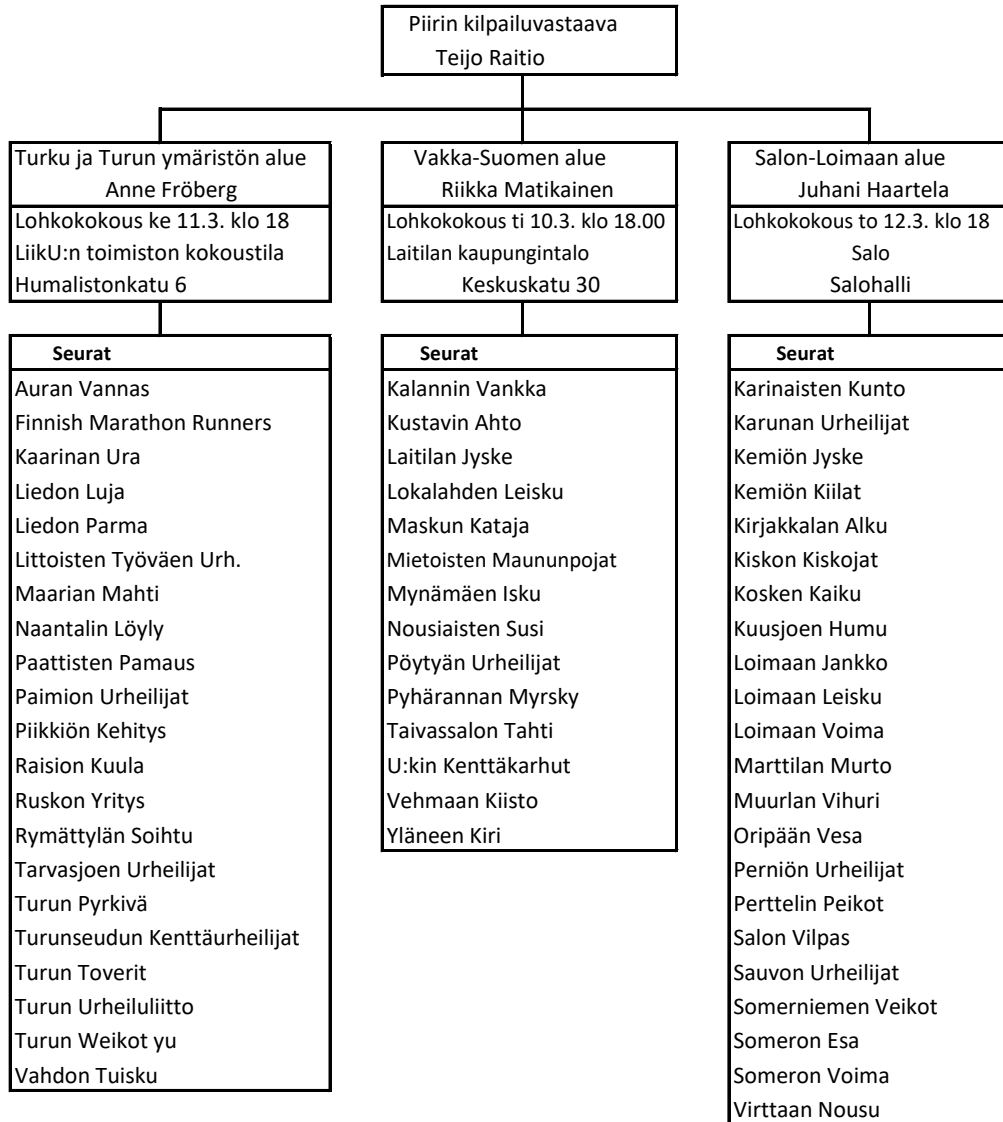 Piirin kilpailuvastaava
Teijo Raitio
Turku ja Turun ympäristön alue
Anne Fröberg
Lohkokokous ke 11.3. klo 18
LiikU:n toimiston kokoustila
Humalistonkatu 6
Vakka-Suomen alue
Riikka Matikainen
Lohkokokous ti 10.3. klo 18.00
Laitilan kaupungintalo
Keskuskatu 30
Salon-Loimaan alue
Juhani Haartela
Lohkokokous to 12.3. klo 18
Salo
Salohalli
Seurat
Auran Vannas
Finnish Marathon Runners
Kaarinan Ura
Liedon Luja
Liedon Parma
Littoisten Työväen Urh.
Maarian Mahti
Naantalin Löyly
Paattisten Pamaus
Paimion Urheilijat
Piikkiön Kehitys
Raision Kuula
Ruskon Yritys
Rymättylän Soihtu
Tarvasjoen Urheilijat
Turun Pyrkivä
Turunseudun Kenttäurheilijat
Turun Toverit
Turun Urheiluliitto
Turun Weikot yu
Vahdon Tuisku
Seurat
Kalannin Vankka
Kustavin Ahto
Laitilan Jyske
Lokalahden Leisku
Maskun Kataja
Mietoisten Maununpojat
Mynämäen Isku
Nousiaisten Susi
Pöytyän Urheilijat
Pyhärannan Myrsky
Taivassalon Tahti
U:kin Kenttäkarhut
Vehmaan Kiisto
Yläneen Kiri
Seurat
Karinaisten Kunto
Karunan Urheilijat
Kemiön Jyske
Kemiön Kiilat
Kirjakkalan Alku
Kiskon Kiskojat
Kosken Kaiku
Kuusjoen Humu
Loimaan Jankko
Loimaan Leisku
Loimaan Voima
Marttilan Murto
Muurlan Vihuri
Oripään Vesa
Perniön Urheilijat
Perttelin Peikot
Salon Vilpas
Sauvon Urheilijat
Somerniemen Veikot
Someron Esa
Someron Voima
Virttaan Nousu